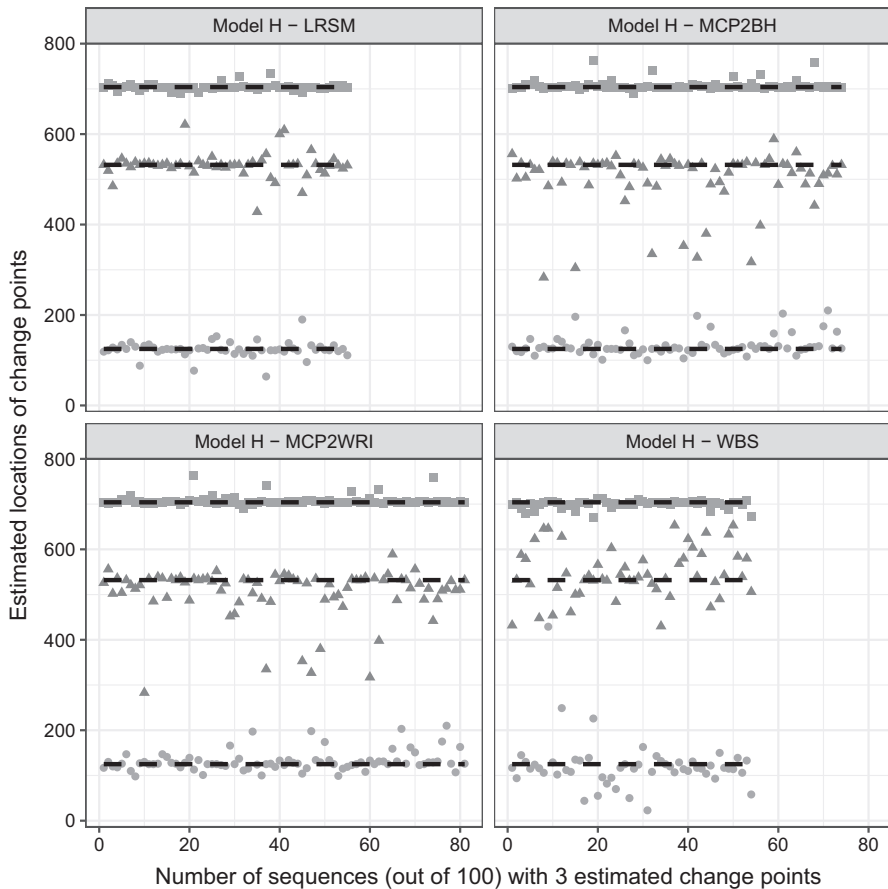 Model H − LRSM
Model H − MCP2BH
800
600
400
200
0
Model H − MCP2WRI
Model H − WBS
800
600
400
200
0
0 20 40 60 80
0 20 40 60 80
Estimated locations of change points
Number of sequences (out of 100) with 3 estimated change points